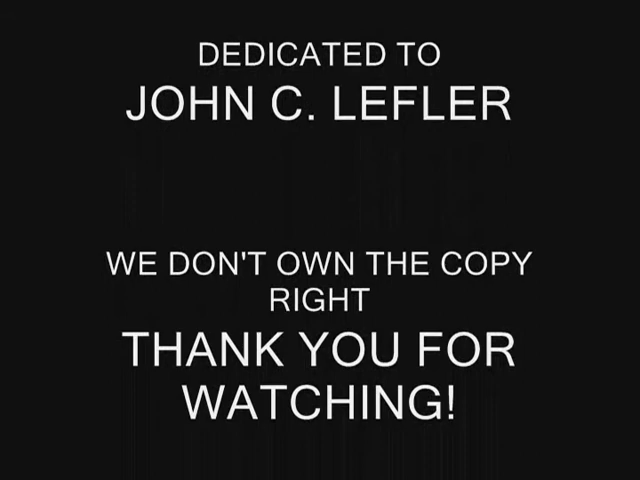 DEDICATED TO
JOHN C. LEFLER
WE DON'T OWN THE COPY
RIGHT
THANK YOU FOR
WATCHING!